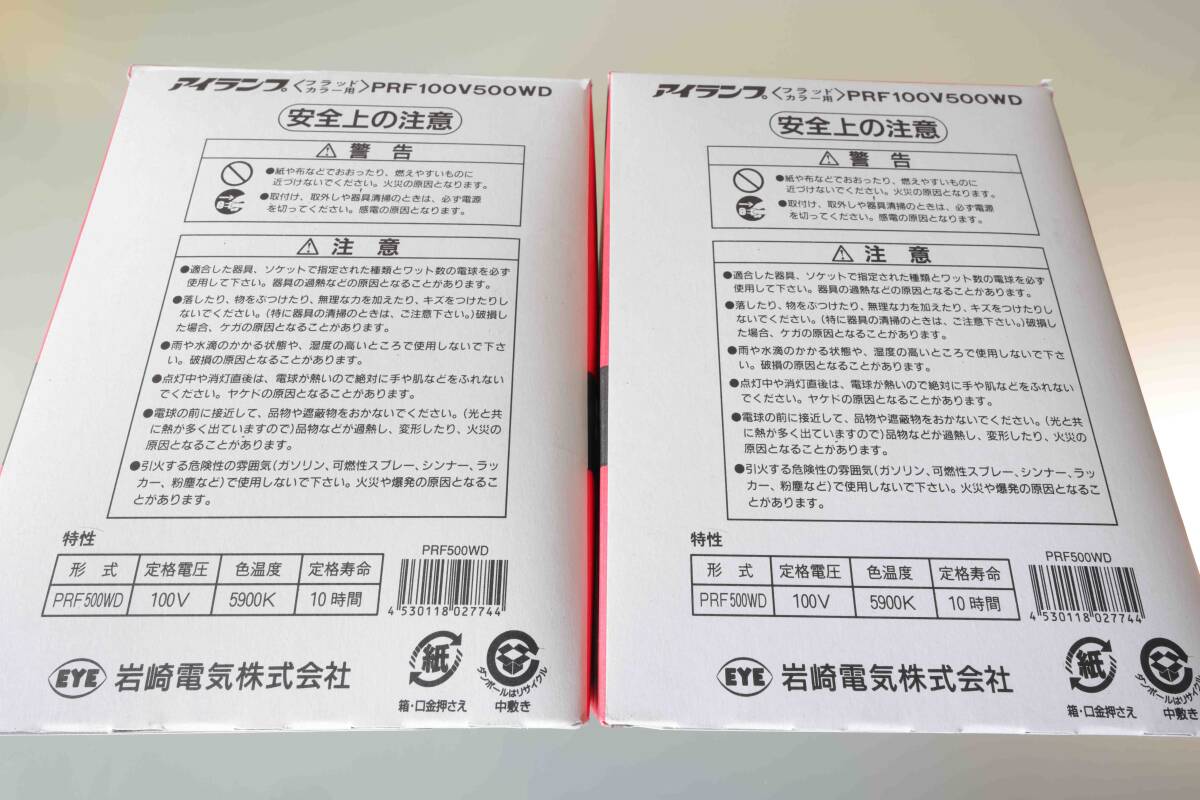 アイランプ。〈フラッドカラー用〉PRF100V500WD
安全上の注意
⚠ 警告
●紙や布などでおおったり、燃えやすいものに
近づけないでください。火災の原因となります。
●取付け、取外しや器具清掃のときは、必ず電源
を切ってください。感電の原因となります。
⚠ 注意
●適合した器具、ソケットで指定された種類とワット数の電球を必ず
使用して下さい。器具の過熱などの原因となることがあります。
●落したり、物をぶつけたり、無理な力を加えたり、キズをつけたりし
ないでください。(特に器具の清掃のときは、ご注意下さい。)破損し
た場合、ケガの原因となることがあります。
●雨や水滴のかかる状態や、湿度の高いところで使用しないで下さ
い。破損の原因となることがあります。
●点灯中や消灯直後は、電球が熱いので絶対に手や肌などをふれない
でください。ヤケドの原因となることがあります。
●電球の前に接近して、品物や遮蔽物をおかないでください。(光と共
に熱が多く出ていますので)品物などが過熱し、変形したり、火災の
原因となることがあります。
●引火する危険性の雰囲気(ガソリン、可燃性スプレー、シンナー、ラッ
カー、粉塵など)で使用しないで下さい。火災や爆発の原因となるこ
とがあります。
特性
形式 定格電圧 色温度 定格寿命
PRF500WD 100V 5900K 10時間
PRF500WD
4530118027744
EYE 岩崎電気株式会社
紙
箱・口金押さえ
ダンボールはリサイクル
中敷き
アイランプ。〈フラッドカラー用〉PRF100V500WD
安全上の注意
⚠ 警告
●紙や布などでおおったり、燃えやすいものに
近づけないでください。火災の原因となります。
●取付け、取外しや器具清掃のときは、必ず電源
を切ってください。感電の原因となります。
⚠ 注意
●適合した器具、ソケットで指定された種類とワット数の電球を必ず
使用して下さい。器具の過熱などの原因となることがあります。
●落したり、物をぶつけたり、無理な力を加えたり、キズをつけたりし
ないでください。(特に器具の清掃のときは、ご注意下さい。)破損し
た場合、ケガの原因となることがあります。
●雨や水滴のかかる状態や、湿度の高いところで使用しないで下さ
い。破損の原因となることがあります。
●点灯中や消灯直後は、電球が熱いので絶対に手や肌などをふれない
でください。ヤケドの原因となることがあります。
●電球の前に接近して、品物や遮蔽物をおかないでください。(光と共
に熱が多く出ていますので)品物などが過熱し、変形したり、火災の
原因となることがあります。
●引火する危険性の雰囲気(ガソリン、可燃性スプレー、シンナー、ラッ
カー、粉塵など)で使用しないで下さい。火災や爆発の原因となるこ
とがあります。
特性
形式 定格電圧 色温度 定格寿命
PRF500WD 100V 5900K 10時間
PRF500WD
4530118027744
EYE 岩崎電気株式会社
紙
箱・口金押さえ
ダンボールはリサイクル
中敷き